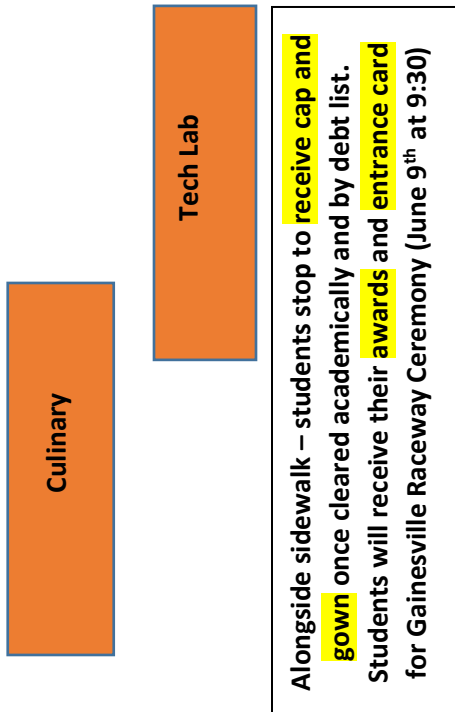 Culinary
Tech Lab
Alongside sidewalk – students stop to receive cap and
gown once cleared academically and by debt list.
Students will receive their awards and entrance card
for Gainesville Raceway Ceremony (June 9th at 9:30)